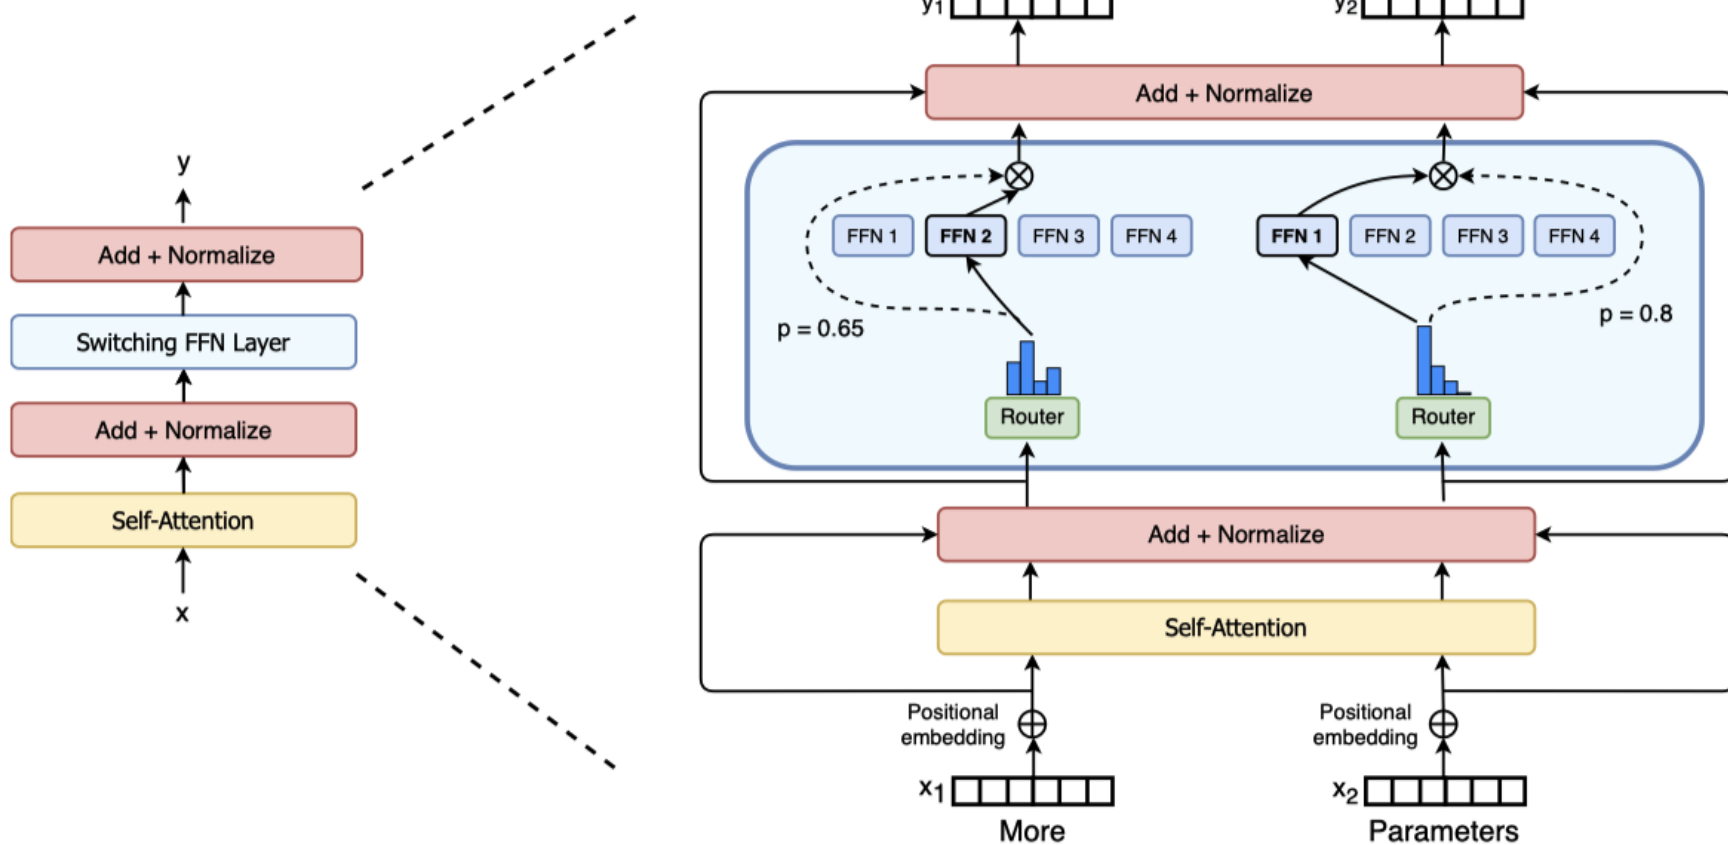 y
Add + Normalize
Switching FFN Layer
Add + Normalize
Self-Attention
x
y1
y2
Add + Normalize
FFN 1
FFN 2
FFN 3
FFN 4
FFN 1
FFN 2
FFN 3
FFN 4
p = 0.65
p = 0.8
Router
Router
Add + Normalize
Self-Attention
Positional
embedding
Positional
embedding
x1
x2
More
Parameters